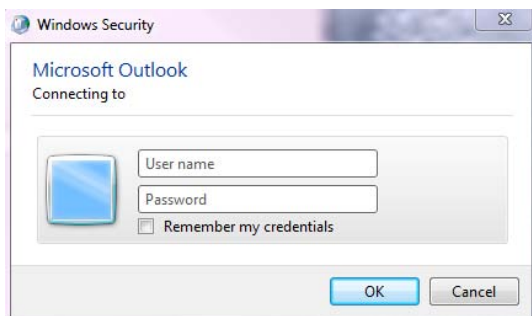 Windows Security
Microsoft Outlook
Connecting to
User name
Password
Remember my credentials
OK
Cancel